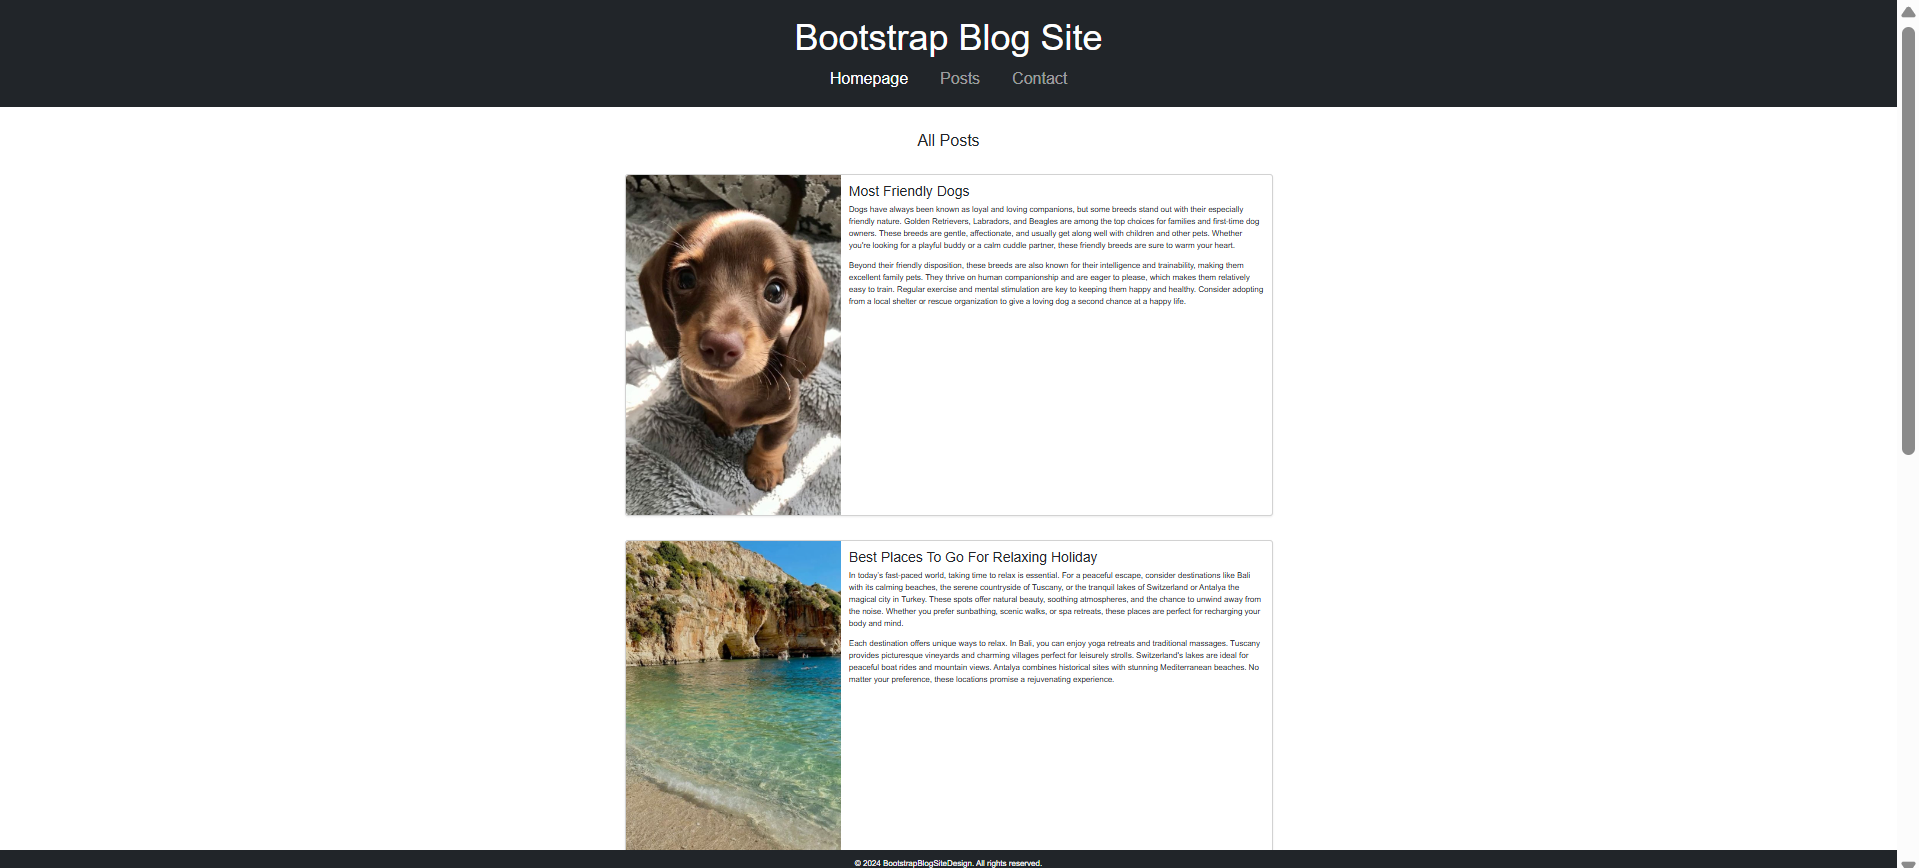 Bootstrap Blog Site
Homepage Posts Contact
All Posts
Most Friendly Dogs
Dogs have always been known as loyal and loving companions, but some breeds stand out with their especially
friendly nature. Golden Retrievers, Labradors, and Beagles are among the top choices for families and first-time dog
owners. These breeds are gentle, affectionate, and usually get along well with children and other pets. Whether
you're looking for a playful buddy or a calm cuddle partner, these friendly breeds are sure to warm your heart.
Beyond their friendly disposition, these breeds are also known for their intelligence and trainability, making them
excellent family pets. They thrive on human companionship and are eager to please, which makes them relatively
easy to train. Regular exercise and mental stimulation are key to keeping them happy and healthy. Consider adopting
from a local shelter or rescue organization to give a loving dog a second chance at a happy life.
Best Places To Go For Relaxing Holiday
In today's fast-paced world, taking time to relax is essential. For a peaceful escape, consider destinations like Bali
with its calming beaches, the serene countryside of Tuscany, or the tranquil lakes of Switzerland or Antalya the
magical city in Turkey. These spots offer natural beauty, soothing atmospheres, and the chance to unwind away from
the noise. Whether you prefer sunbathing, scenic walks, or spa retreats, these places are perfect for recharging your
body and mind.
Each destination offers unique ways to relax. In Bali, you can enjoy yoga retreats and traditional massages. Tuscany
provides picturesque vineyards and charming villages perfect for leisurely strolls. Switzerland's lakes are ideal for
peaceful boat rides and mountain views. Antalya combines historical sites with stunning Mediterranean beaches. No
matter your preference, these locations promise a rejuvenating experience.
© 2024 BootstrapBlogSiteDesign. All rights reserved.